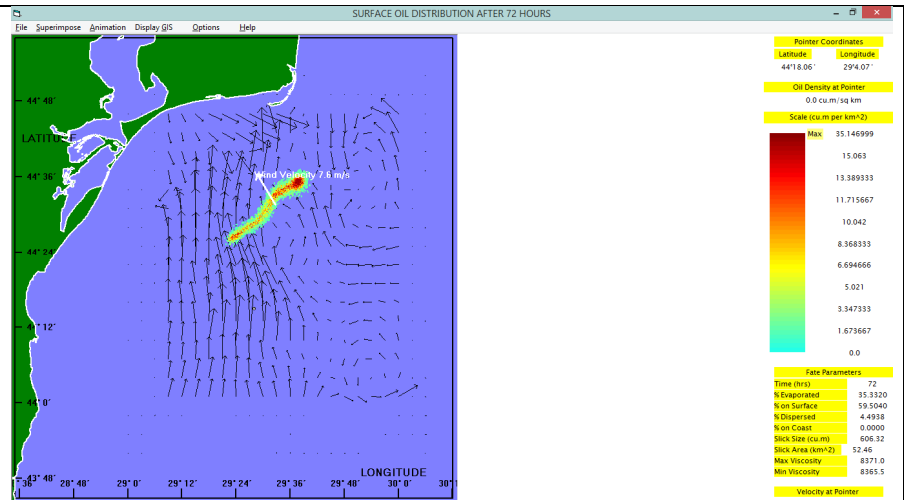 SURFACE OIL DISTRIBUTION AFTER 72 HOURS
File Superimpose Animation Display GIS Options Help
44° 48'
LATITUDE
44° 36'
Wind Velocity 7.6 m/s
44° 24'
44° 12'
44° 8'
LONGITUDE
43° 48'
36' 28° 48' 29° 0' 29° 12' 29° 24' 29° 36' 29° 48' 30° 0' 30° 1
Pointer Coordinates
Latitude Longitude
44°18.06' 29°4.07'
Oil Density at Pointer
0.0 cu.m/sq km
Scale (cu.m per km^2)
Max 35.146999
15.063
13.389333
11.715667
10.042
8.368333
6.694666
5.021
3.347333
1.673667
0.0
Fate Parameters
Time (hrs) 72
% Evaporated 35.3320
% on Surface 59.5040
% Dispersed 4.4938
% on Coast 0.0000
Slick Size (cu.m) 606.32
Slick Area (km^2) 52.46
Max Viscosity 8371.0
Min Viscosity 8365.5
Velocity at Pointer